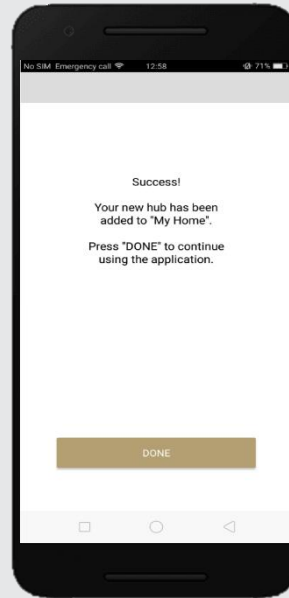 No SIM Emergency call 12:58 71%
Success!
Your new hub has been
added to "My Home".
Press "DONE" to continue
using the application.
DONE